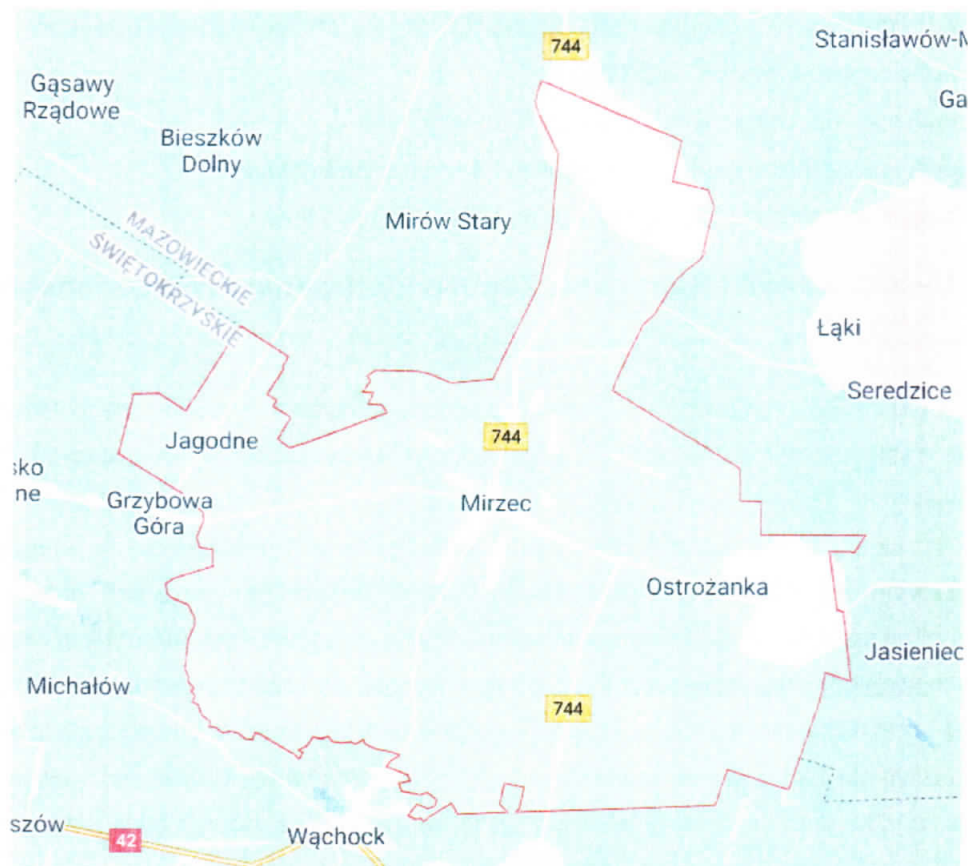 744
Stanisławów-M
Gąsawy
Rządowe
Ga
Bieszków
Dolny
Mirów Stary
MAZOWIECKIE
ŚWIĘTOKRZYSKIE
Łąki
Seredzice
Jagodne
744
sko
ne
Grzybowa
Góra
Mirzec
Ostrożanka
Jasieniec
Michałów
744
szów
42
Wąchock